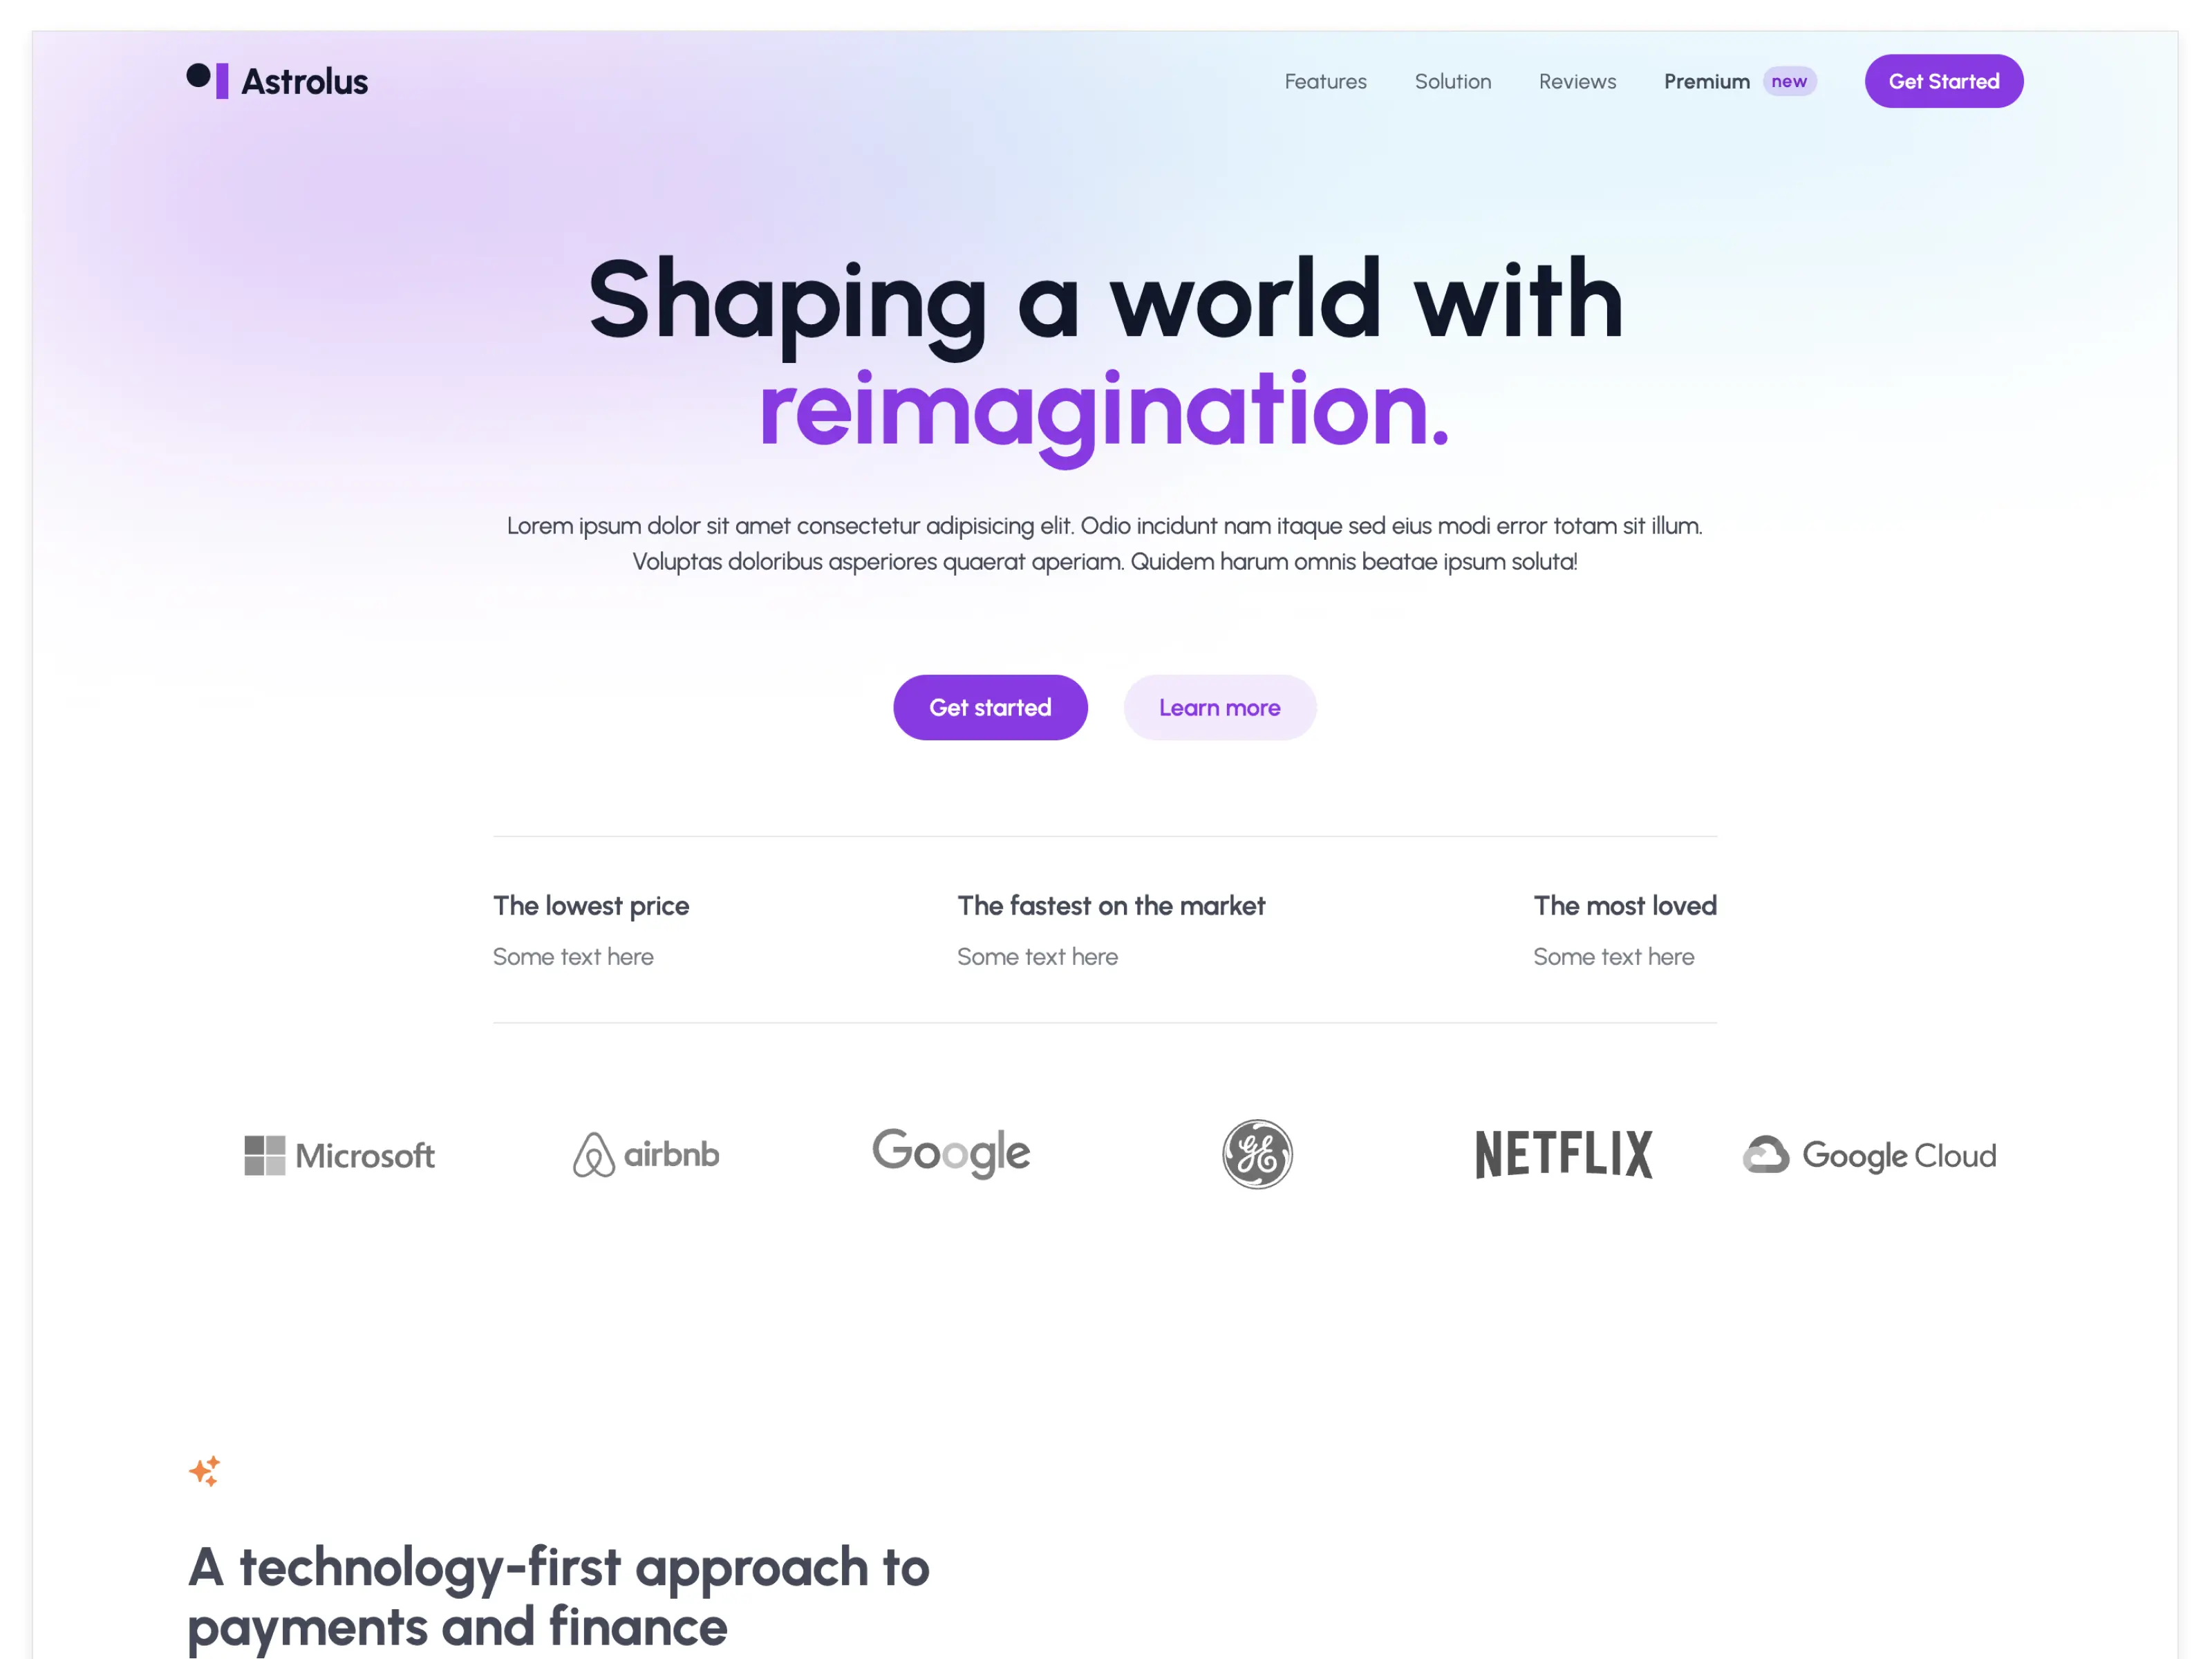 Astrolus
Features Solution Reviews Premium new Get Started
Shaping a world with
reimagination.
Lorem ipsum dolor sit amet consectetur adipisicing elit. Odio incidunt nam itaque sed eius modi error totam sit illum.
Voluptas doloribus asperiores quaerat aperiam. Quidem harum omnis beatae ipsum soluta!
Get started Learn more
The lowest price
Some text here
The fastest on the market
Some text here
The most loved
Some text here
Microsoft airbnb Google GE NETFLIX Google Cloud
A technology-first approach to
payments and finance